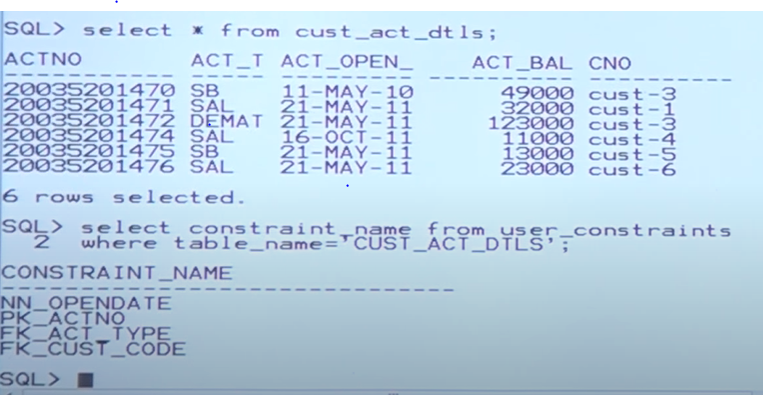 SQL> select * from cust_act_dtls;
ACTNO ACT_T ACT_OPEN_ ACT_BAL CNO
----------- ----- --------- ---------- ----------
20035201470 SB 11-MAY-10 49000 cust-3
20035201471 SAL 21-MAY-11 32000 cust-1
20035201472 DEMAT 21-MAY-11 123000 cust-3
20035201474 SAL 16-OCT-11 11000 cust-4
20035201475 SB 21-MAY-11 13000 cust-5
20035201476 SAL 21-MAY-11 23000 cust-6
6 rows selected.
SQL> select constraint_name from user_constraints
2 where table_name='CUST_ACT_DTLS';
CONSTRAINT_NAME
------------------------------
NN_OPENDATE
PK_ACTNO
FK_ACT_TYPE
FK_CUST_CODE
SQL>